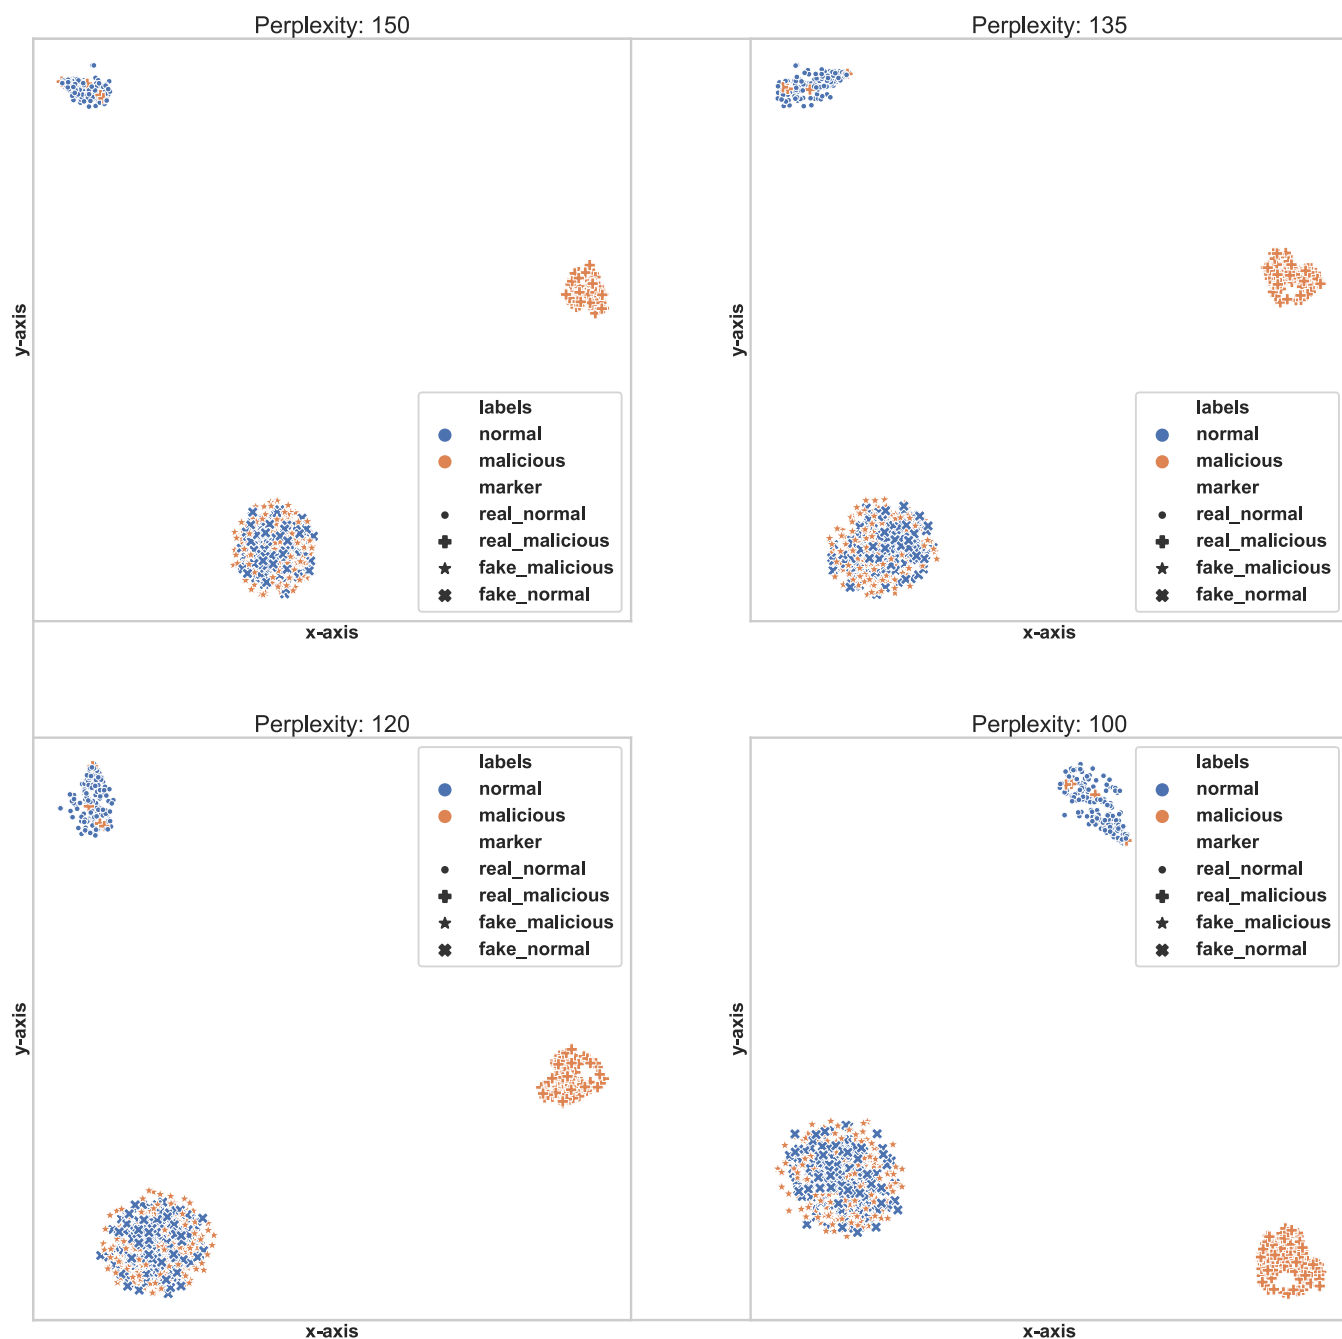 Perplexity: 150
y-axis
labels
normal
malicious
marker
real_normal
real_malicious
fake_malicious
fake_normal
x-axis
Perplexity: 135
y-axis
labels
normal
malicious
marker
real_normal
real_malicious
fake_malicious
fake_normal
x-axis
Perplexity: 120
y-axis
labels
normal
malicious
marker
real_normal
real_malicious
fake_malicious
fake_normal
x-axis
Perplexity: 100
y-axis
labels
normal
malicious
marker
real_normal
real_malicious
fake_malicious
fake_normal
x-axis